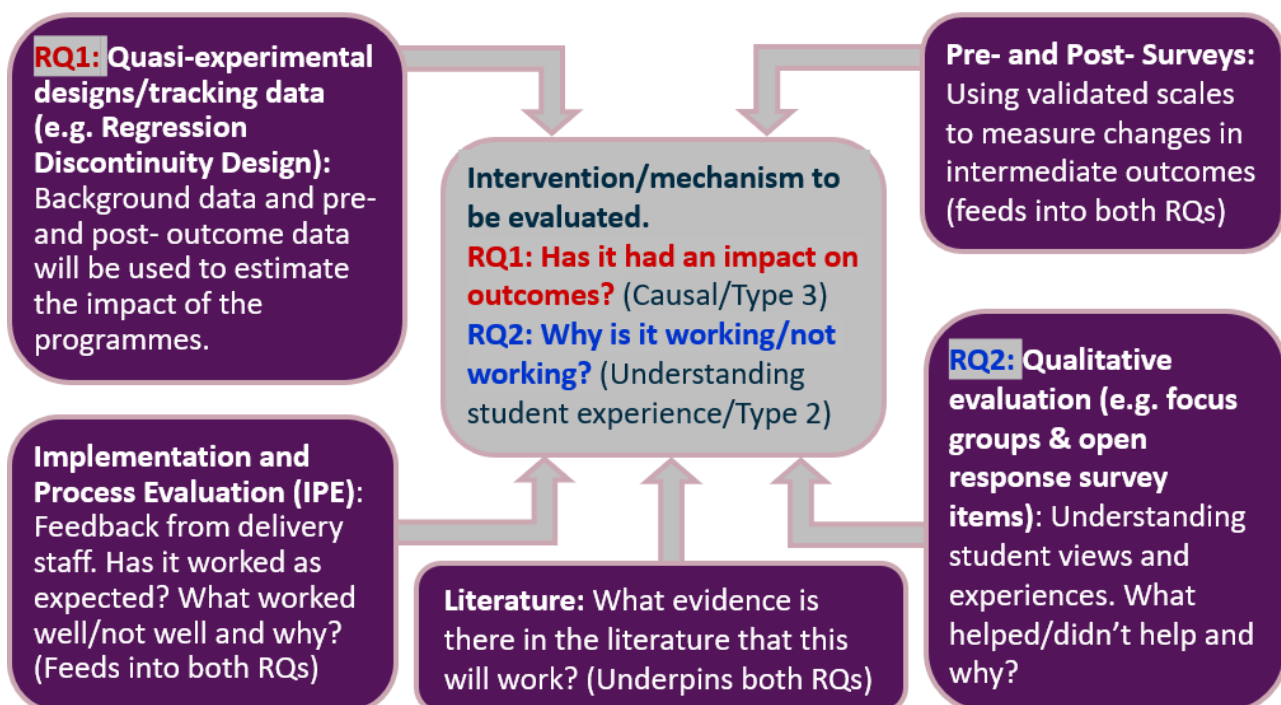 RQ1: Quasi-experimental
designs/tracking data
(e.g. Regression
Discontinuity Design):
Background data and pre-
and post- outcome data
will be used to estimate
the impact of the
programmes.
Pre- and Post- Surveys:
Using validated scales
to measure changes in
intermediate outcomes
(feeds into both RQs)
Intervention/mechanism to
be evaluated.
RQ1: Has it had an impact on
outcomes? (Causal/Type 3)
RQ2: Why is it working/not
working? (Understanding
student experience/Type 2)
Implementation and
Process Evaluation (IPE):
Feedback from delivery
staff. Has it worked as
expected? What worked
well/not well and why?
(Feeds into both RQs)
Literature: What evidence is
there in the literature that this
will work? (Underpins both RQs)
RQ2: Qualitative
evaluation (e.g. focus
groups & open
response survey
items): Understanding
student views and
experiences. What
helped/didn’t help and
why?